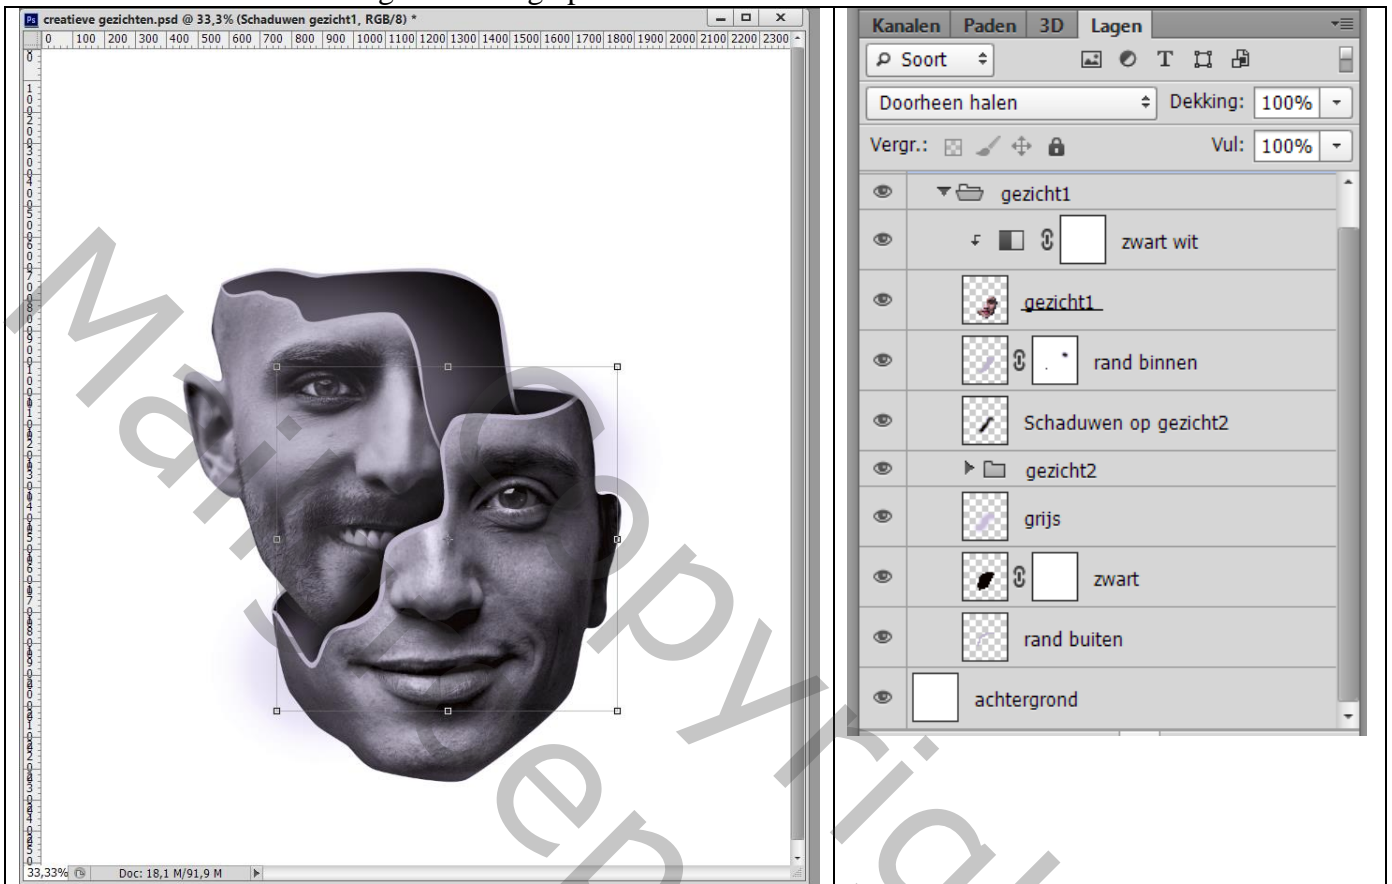 creatieve gezichten.psd @ 33,3% (Schaduwen gezicht1, RGB/8) *
0 100 200 300 400 500 600 700 800 900 1000 1100 1200 1300 1400 1500 1600 1700 1800 1900 2000 2100 2200 2300
33,33% Doc: 18,1 M/91,9 M
Kanalen Paden 3D Lagen
Soort
Doorheen halen Dekking: 100%
Vergr.: Vul: 100%
gezicht1
zwart wit
gezicht1
rand binnen
Schaduwen op gezicht2
gezicht2
grijs
zwart
rand buiten
achtergrond